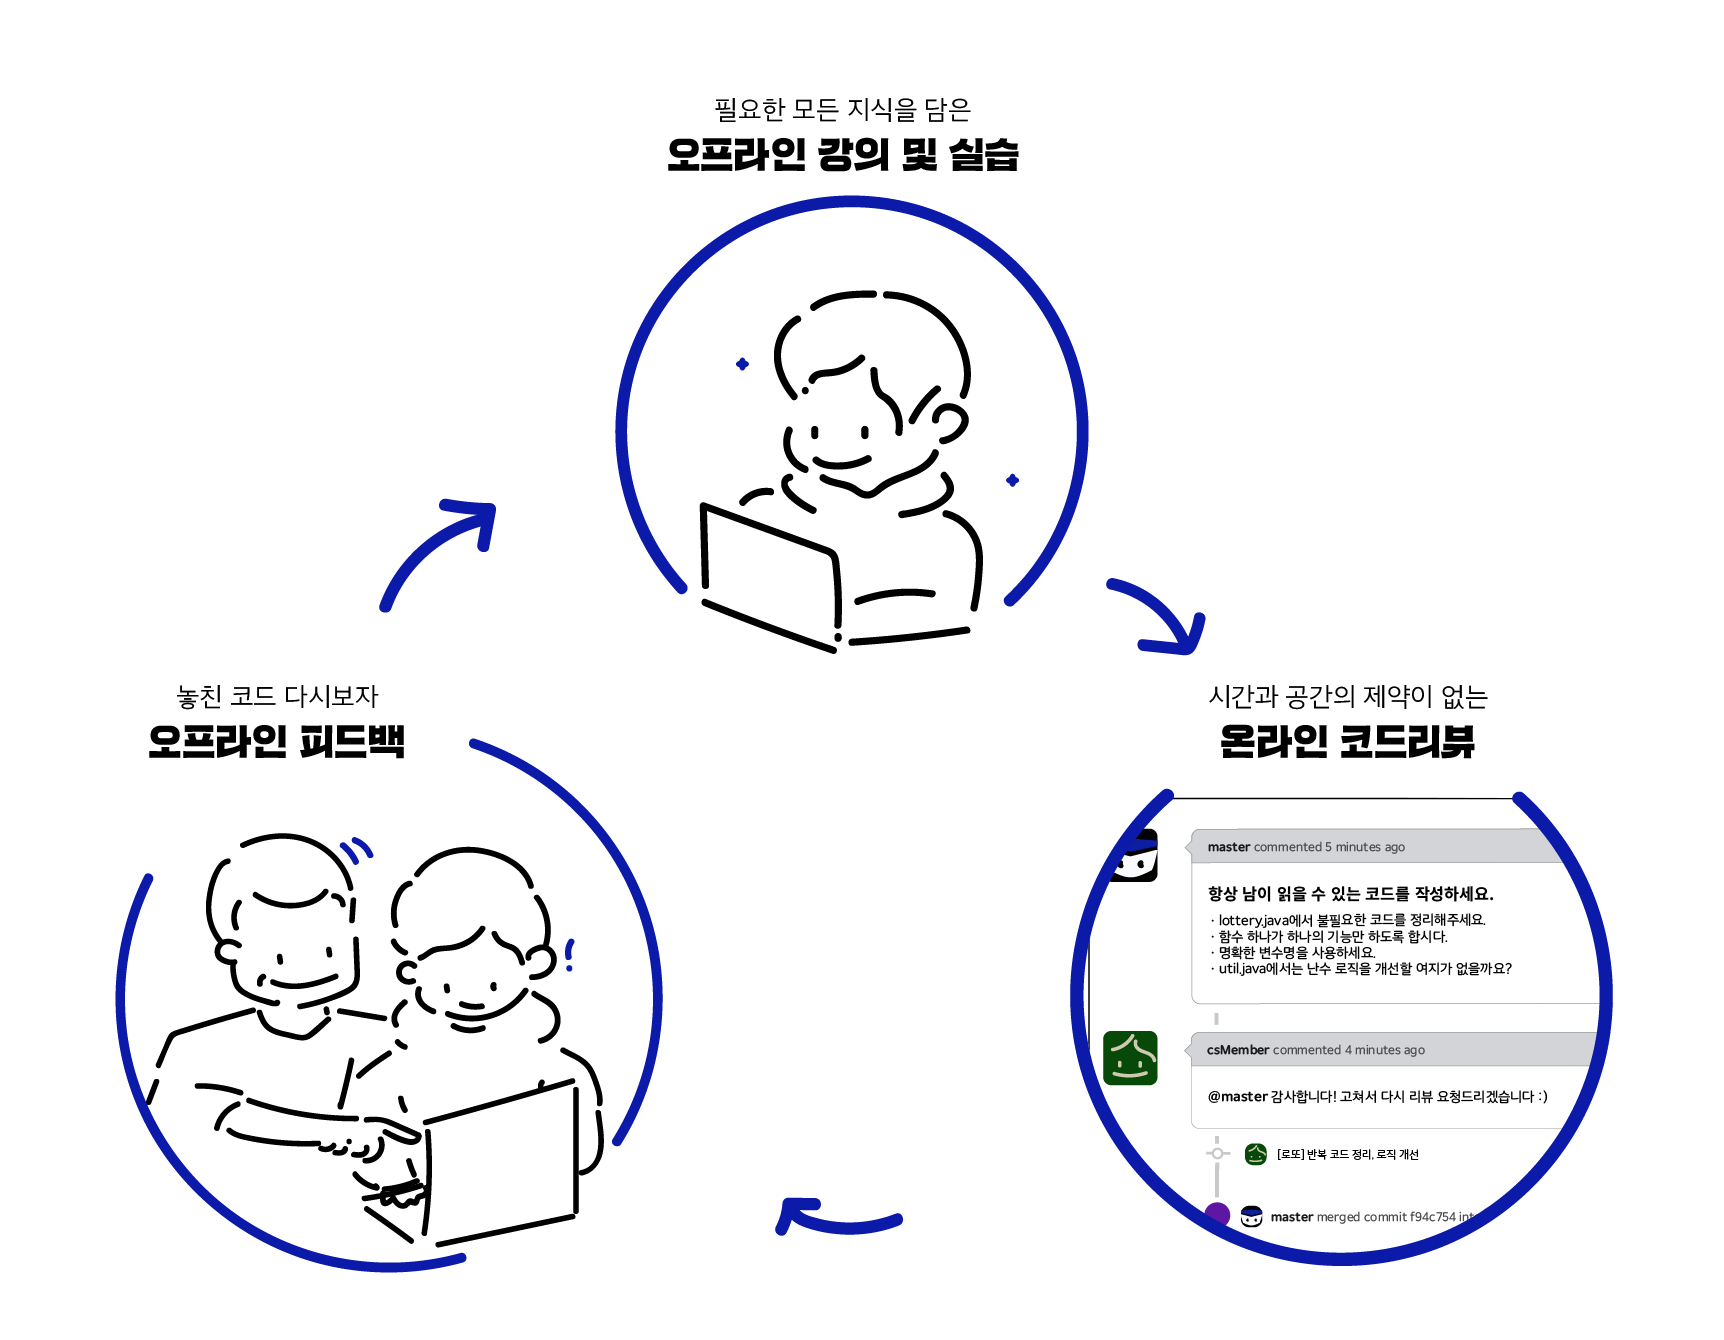 필요한 모든 지식을 담은
오프라인 강의 및 실습
놓친 코드 다시보자
오프라인 피드백
시간과 공간의 제약이 없는
온라인 코드리뷰
master commented 5 minutes ago
항상 남이 읽을 수 있는 코드를 작성하세요.
· lottery.java에서 불필요한 코드를 정리해주세요.
· 함수 하나가 하나의 기능만 하도록 합시다.
· 명확한 변수명을 사용하세요.
· util.java에서는 난수 로직을 개선할 여지가 없을까요?
csMember commented 4 minutes ago
@master 감사합니다! 고쳐서 다시 리뷰 요청드리겠습니다 :)
[로또] 반복 코드 정리, 로직 개선
master merged commit f94c754